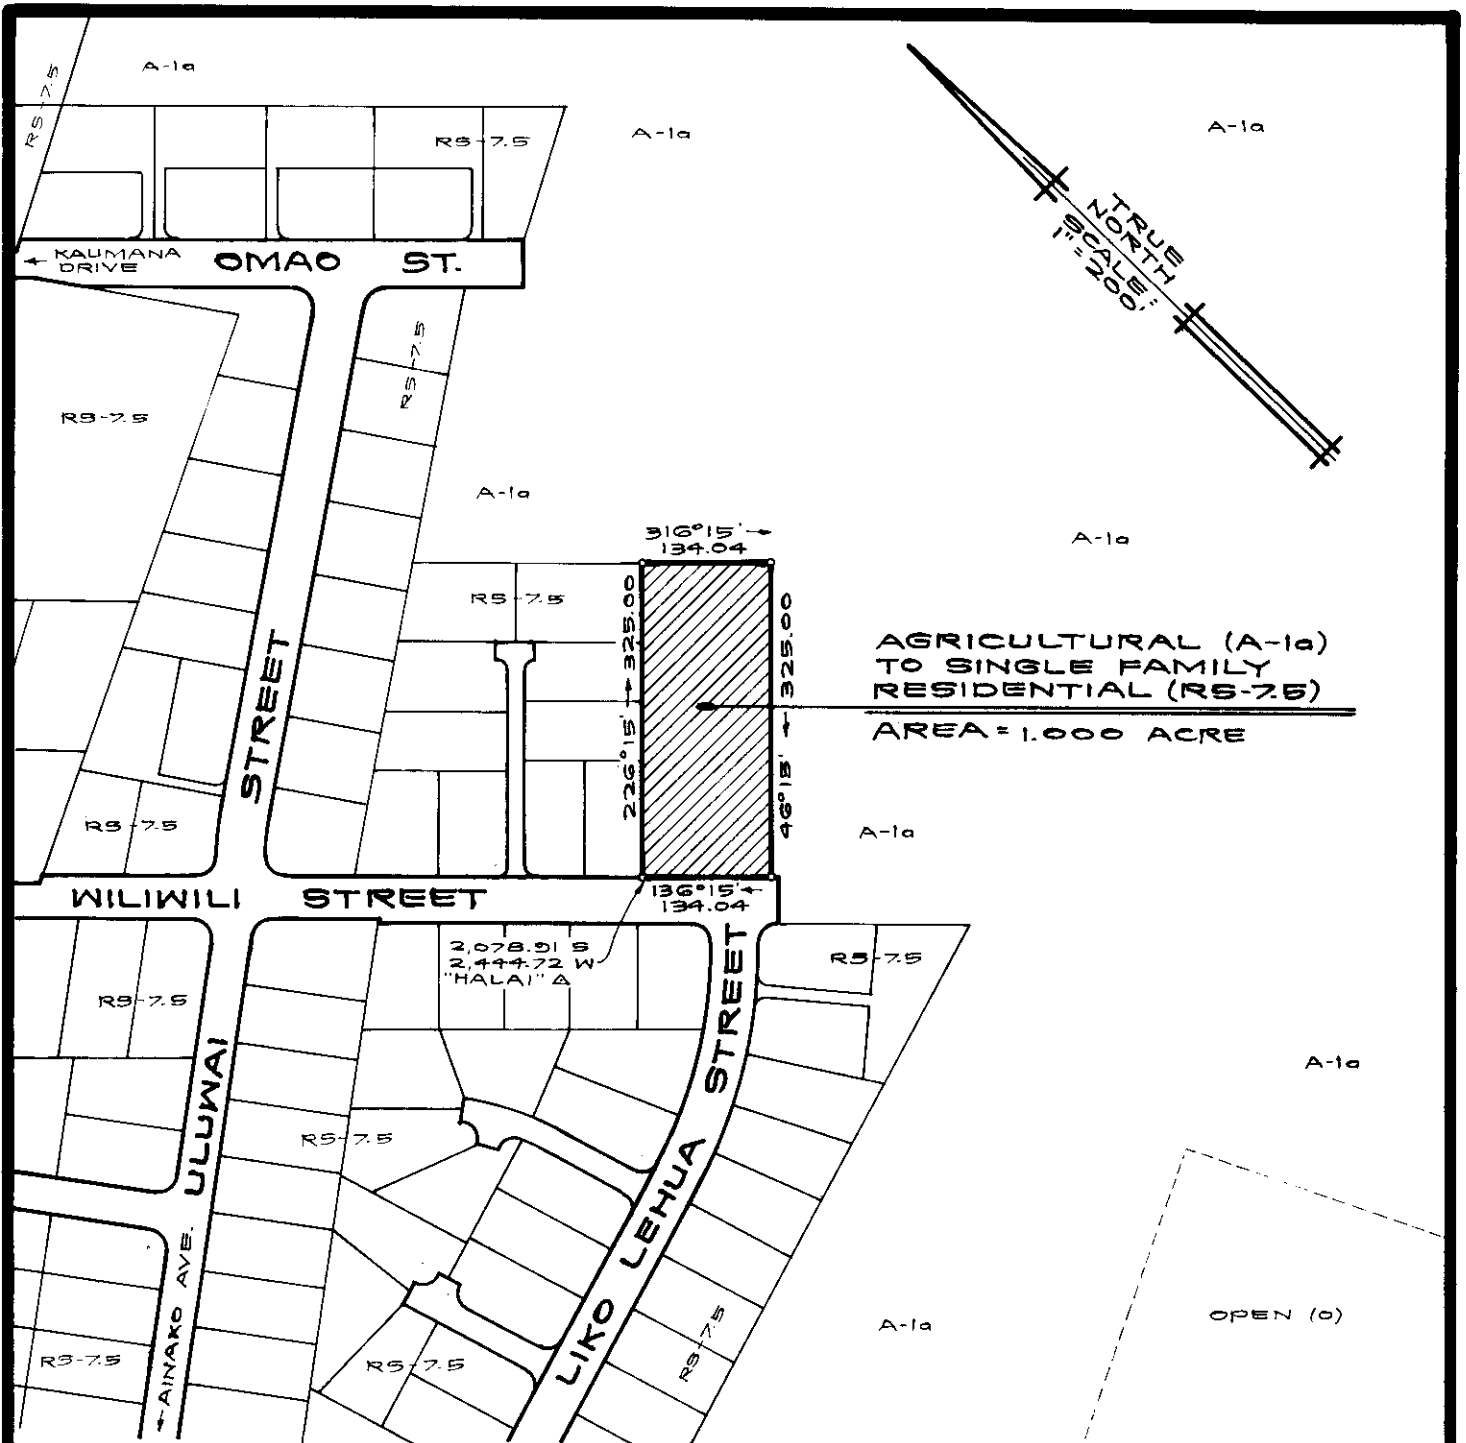 A-1a
RS-7.5
RS-7.5
A-1a
A-1a
TRUE
NORTH
SCALE:
1" = 200'
← KAUMANA
DRIVE
OMAO ST.
RS-7.5
RS-7.5
A-1a
316°15' →
134.04
A-1a
RS-7.5
226°15' → 325.00
46°15' ← 325.00
AGRICULTURAL (A-1a)
TO SINGLE FAMILY
RESIDENTIAL (RS-7.5)
AREA = 1.000 ACRE
STREET
RS-7.5
A-1a
WILIWILI STREET
136°15' ←
134.04
2,078.91 S
2,444.72 W
"HALAI" △
RS-7.5
RS-7.5
ULUWAI
← AINAKO AVE.
RS-7.5
LIKO LEHUA STREET
A-1a
RS-7.5
A-1a
OPEN (O)
RS-7.5
RS-7.5